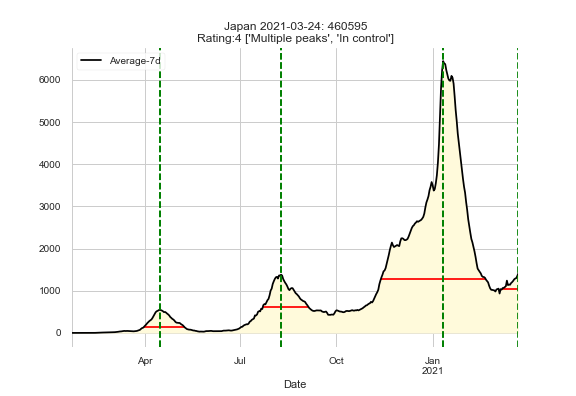 Japan 2021-03-24: 460595
Rating:4 ['Multiple peaks', 'In control']
Average-7d
6000
5000
4000
3000
2000
1000
0
Apr
Jul
Oct
Jan
2021
Date